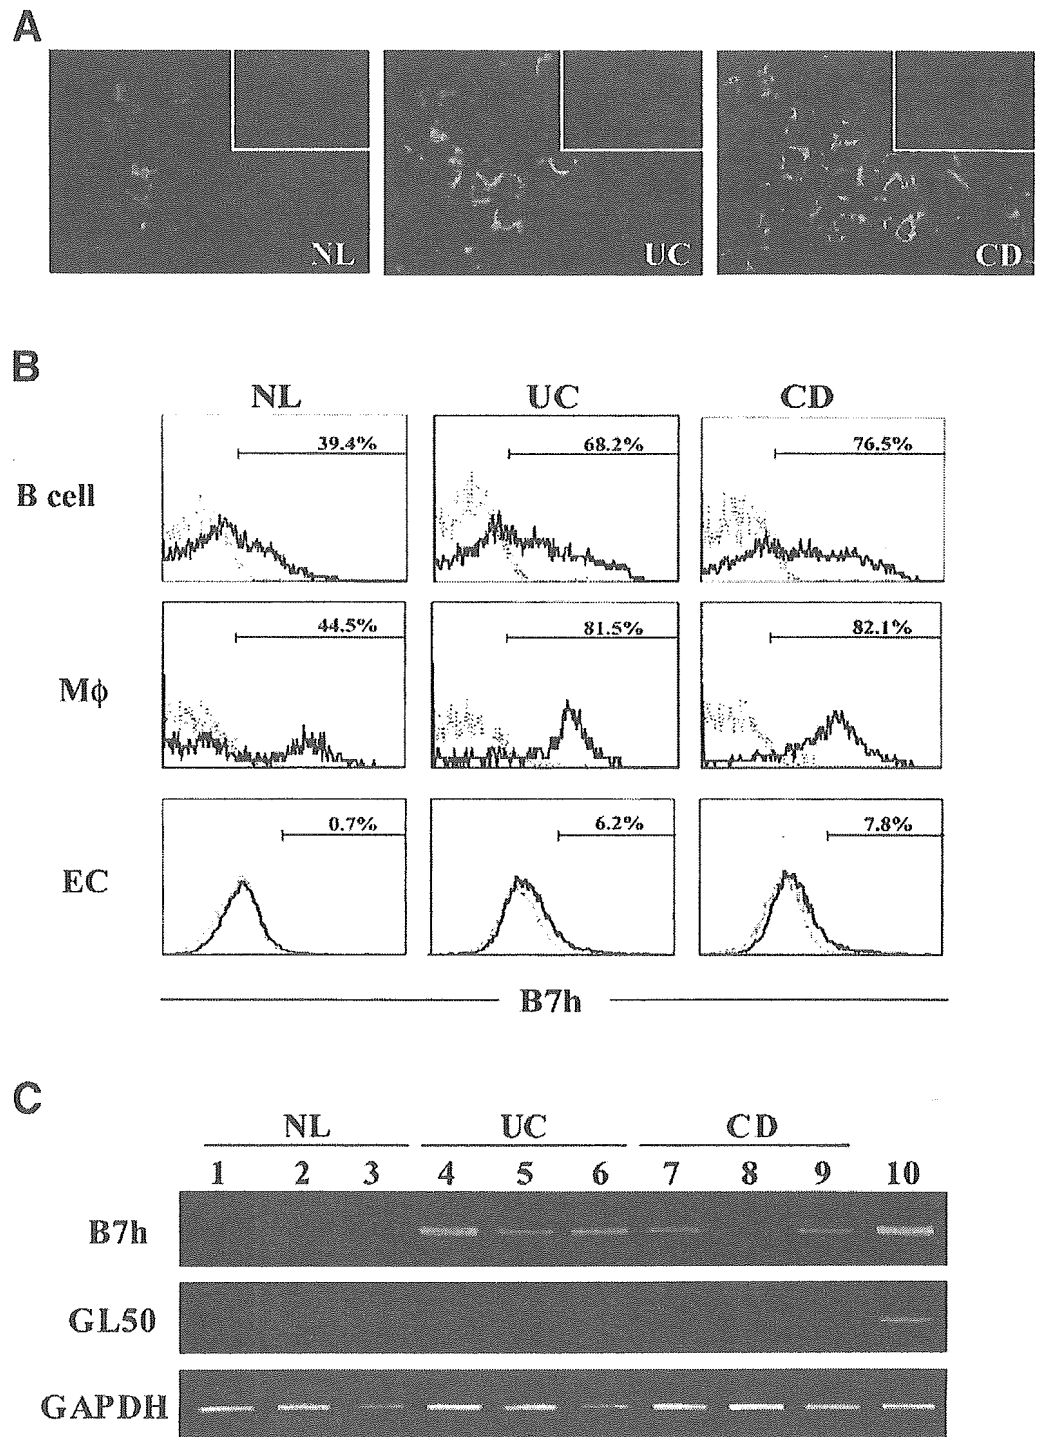 A
NL UC CD
B
NL UC CD
B cell 39.4% 68.2% 76.5%
Mφ 44.5% 81.5% 82.1%
EC 0.7% 6.2% 7.8%
B7h
C
NL UC CD
1 2 3 4 5 6 7 8 9 10
B7h
GL50
GAPDH